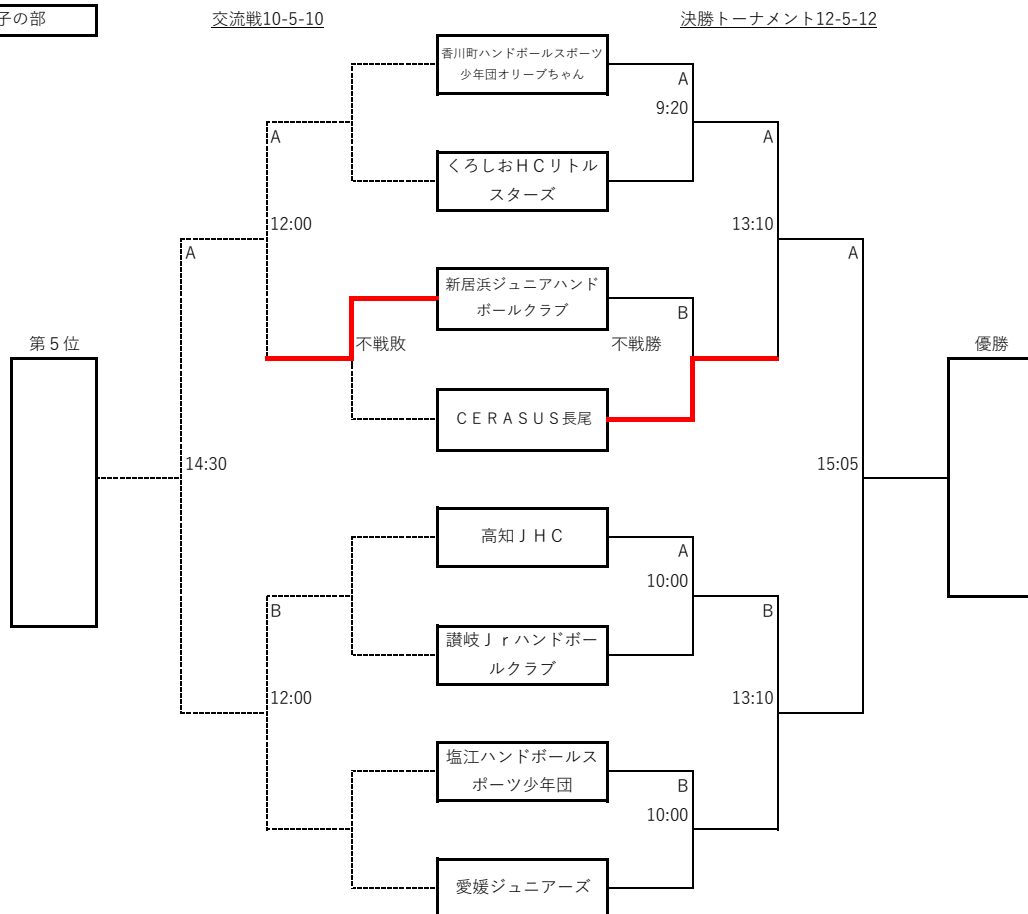 子の部
交流戦10-5-10
決勝トーナメント12-5-12
香川町ハンドボールスポーツ
少年団オリーブちゃん
A
9:20
A
A
くろしおＨＣリトル
スターズ
12:00
13:10
A
A
新居浜ジュニアハンド
ボールクラブ
B
第５位
不戦敗
不戦勝
優勝
ＣＥＲＡＳＵＳ長尾
14:30
15:05
高知ＪＨＣ
A
10:00
B
B
讃岐Ｊｒハンドボー
ルクラブ
12:00
13:10
塩江ハンドボールス
ポーツ少年団
B
10:00
愛媛ジュニアーズ